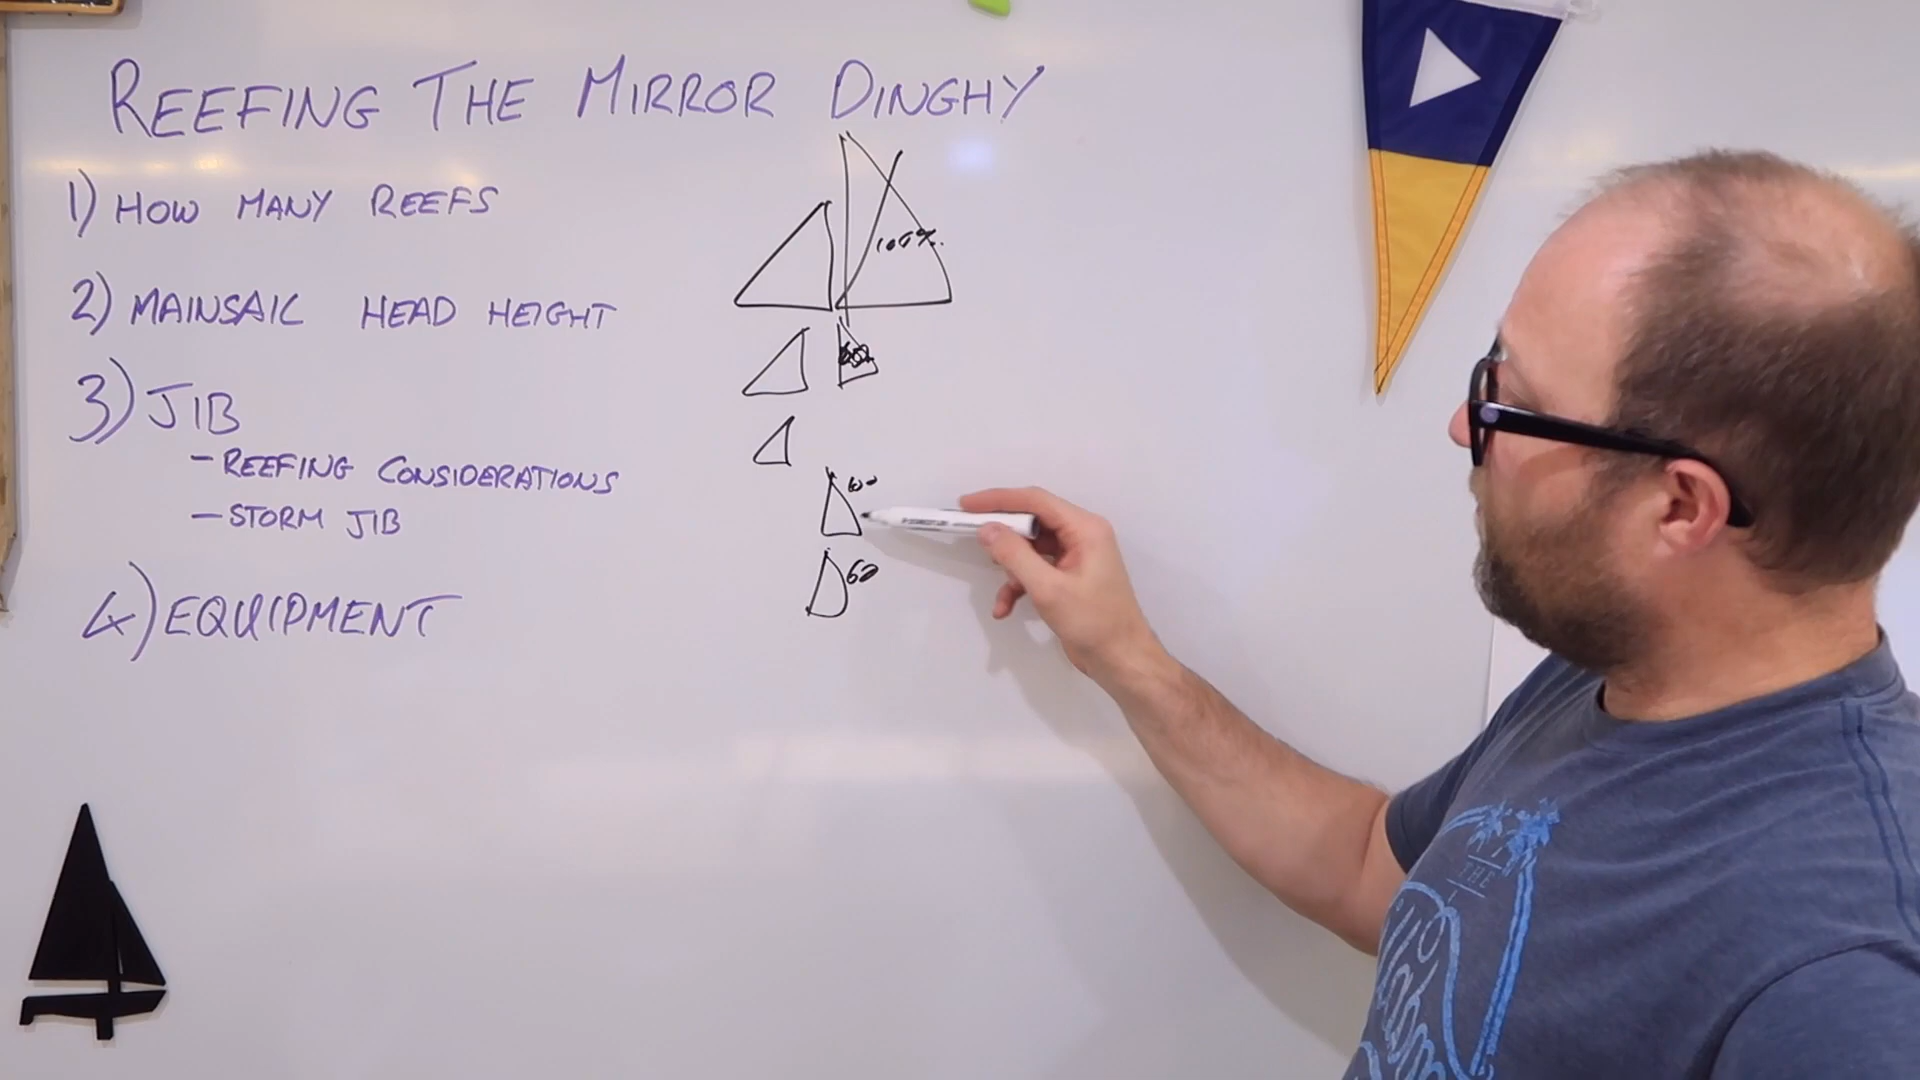 REEFING THE MIRROR DINGHY
1) HOW MANY REEFS
2) MAINSAIL HEAD HEIGHT
3) JIB
- REEFING CONSIDERATIONS
- STORM JIB
4) EQUIPMENT
100%
60
THE